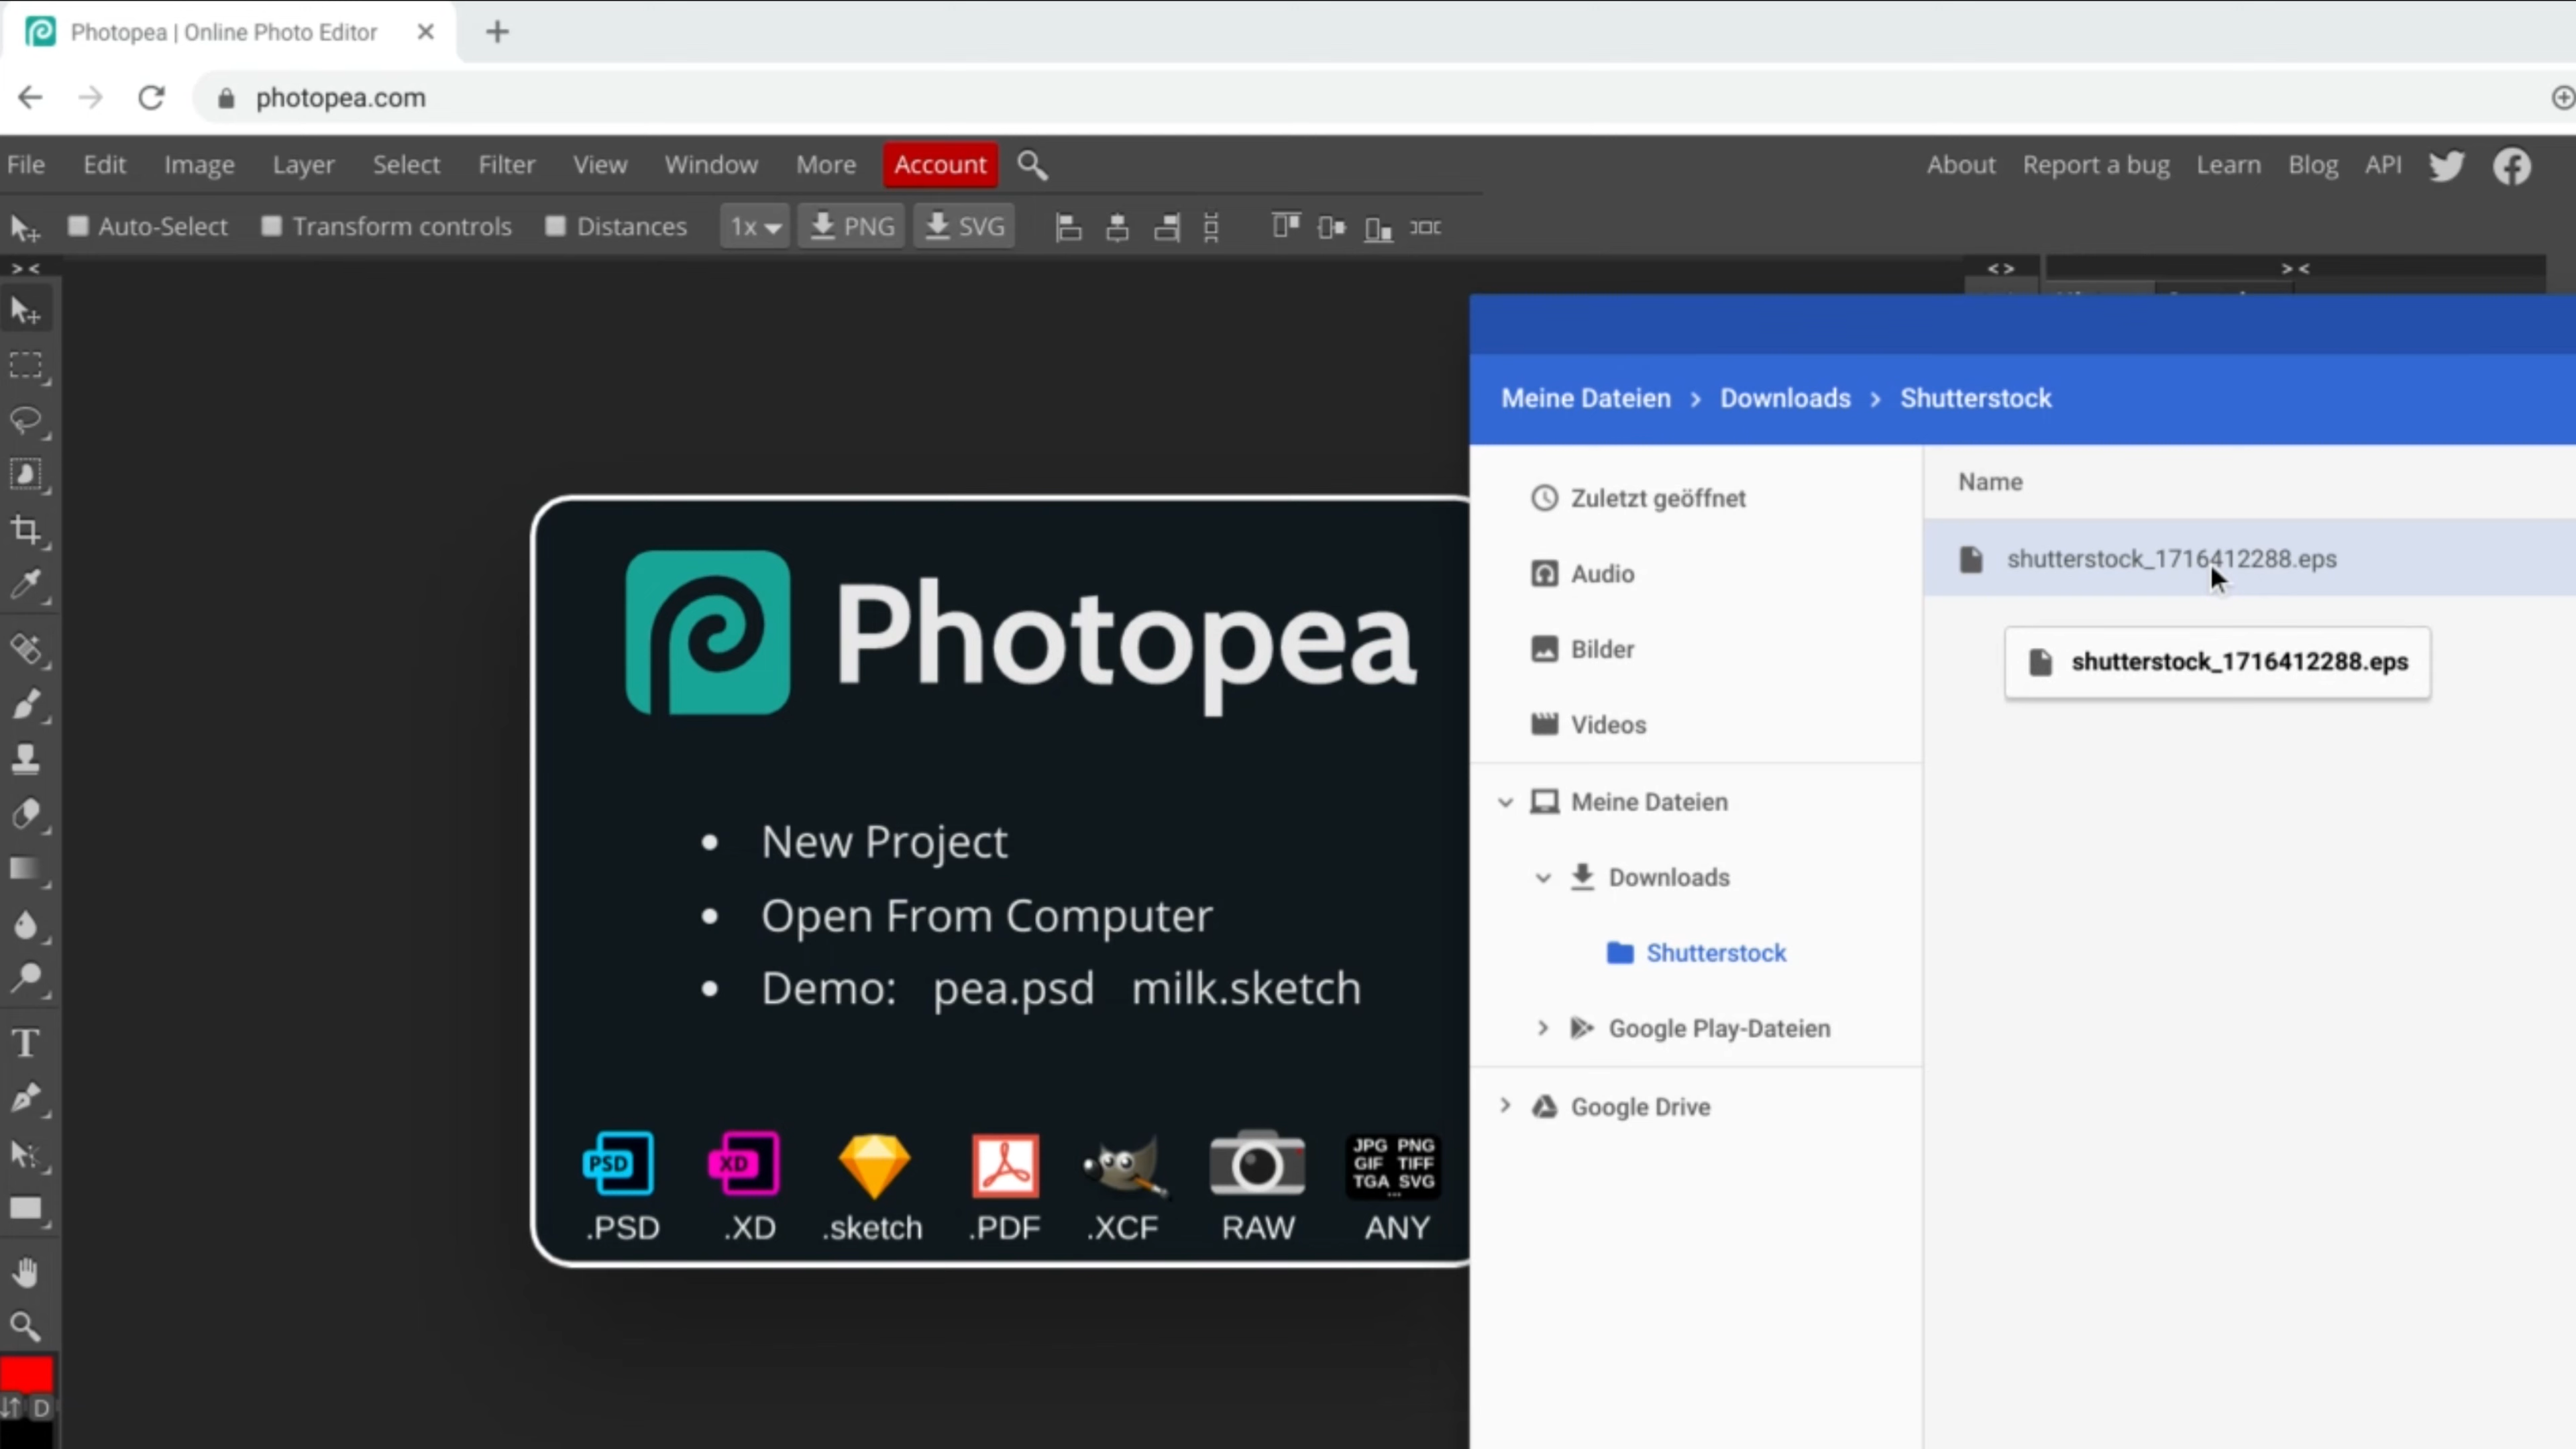 Photopea | Online Photo Editor
photopea.com
File Edit Image Layer Select Filter View Window More Account
About Report a bug Learn Blog API
Auto-Select Transform controls Distances 1x PNG SVG
> <
< >
> <
Photopea
New Project
Open From Computer
Demo: pea.psd milk.sketch
PSD
XD
JPG PNG
GIF TIFF
TGA SVG
...
.PSD .XD .sketch .PDF .XCF RAW ANY
D
Meine Dateien > Downloads > Shutterstock
Zuletzt geöffnet
Audio
Bilder
Videos
Meine Dateien
Downloads
Shutterstock
Google Play-Dateien
Google Drive
Name
shutterstock_1716412288.eps
shutterstock_1716412288.eps